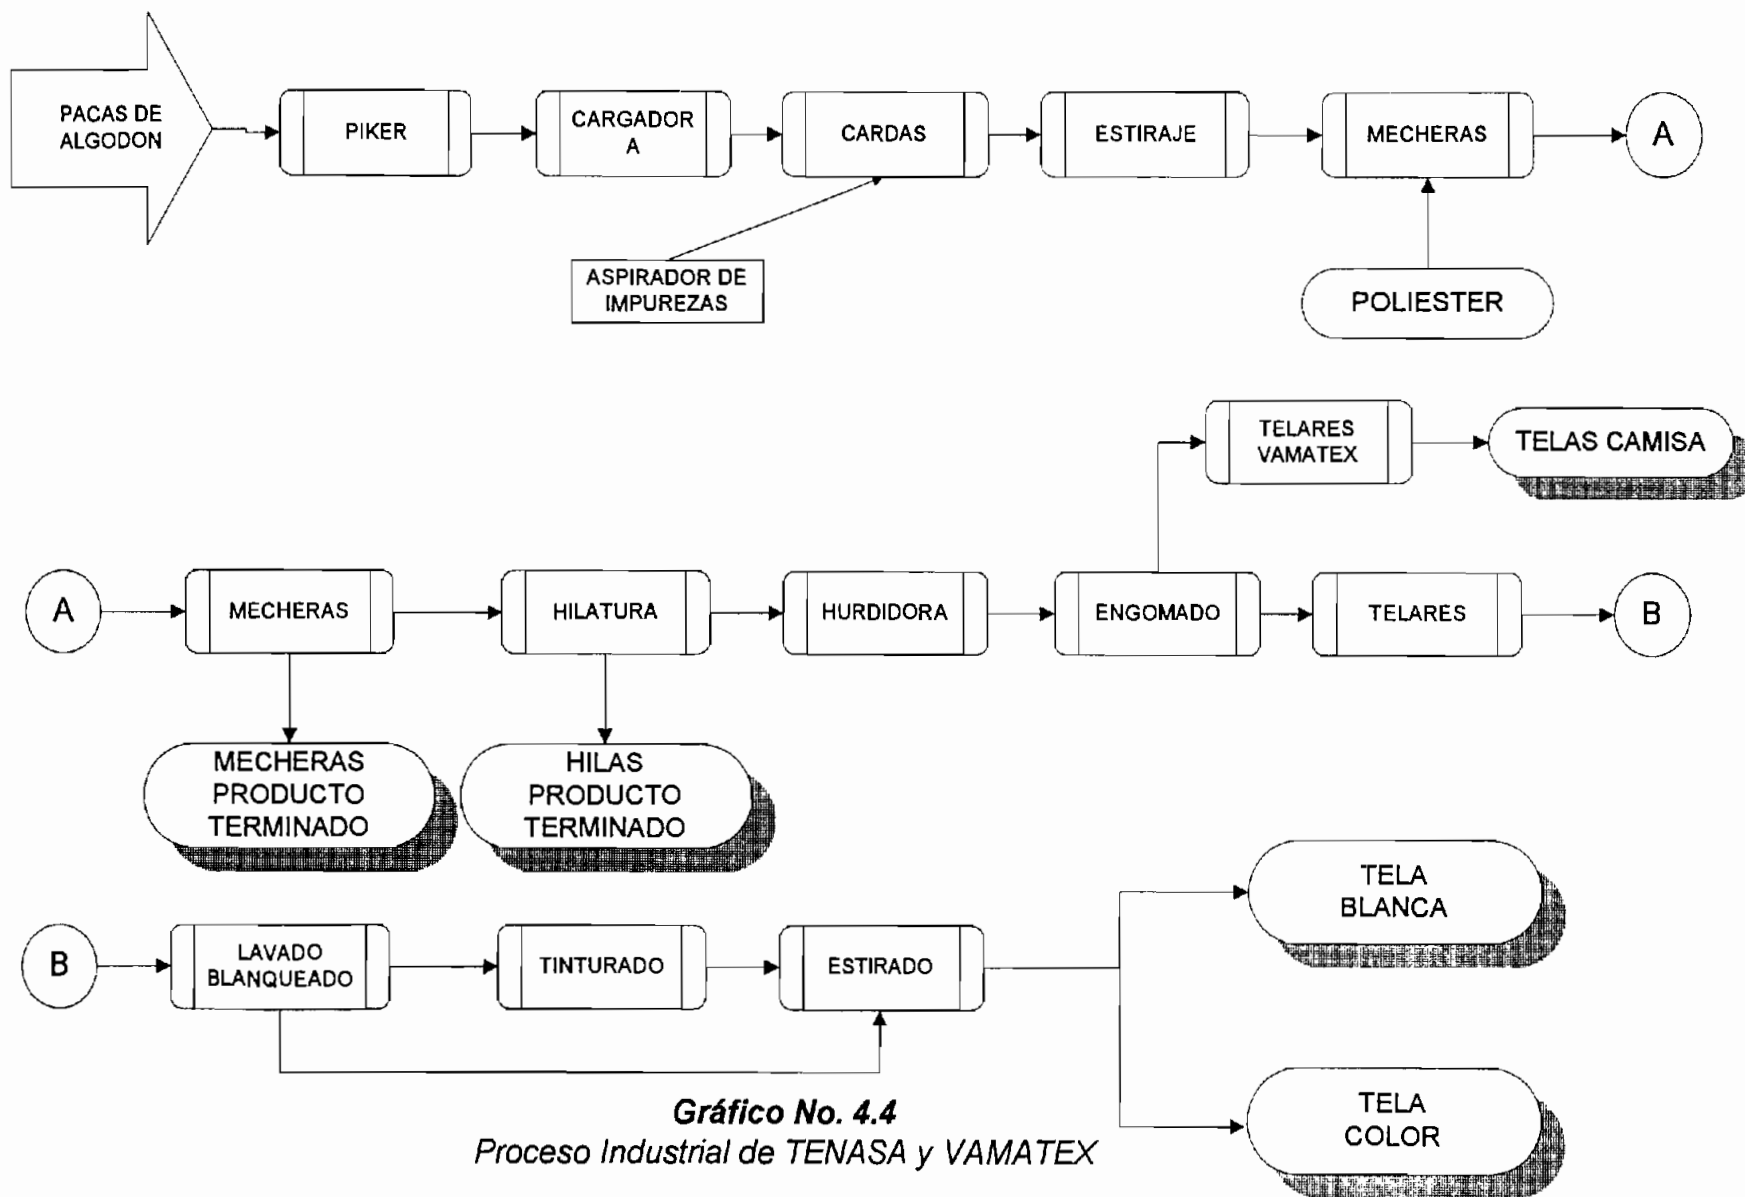 PACAS DE
ALGODON
PIKER
CARGADOR
A
CARDAS
ESTIRAJE
MECHERAS
A
ASPIRADOR DE
IMPUREZAS
POLIESTER
TELARES
VAMATEX
TELAS CAMISA
A
MECHERAS
HILATURA
HURDIDORA
ENGOMADO
TELARES
B
MECHERAS
PRODUCTO
TERMINADO
HILAS
PRODUCTO
TERMINADO
B
LAVADO
BLANQUEADO
TINTURADO
ESTIRADO
TELA
BLANCA
TELA
COLOR
Gráfico No. 4.4
Proceso Industrial de TENASA y VAMATEX